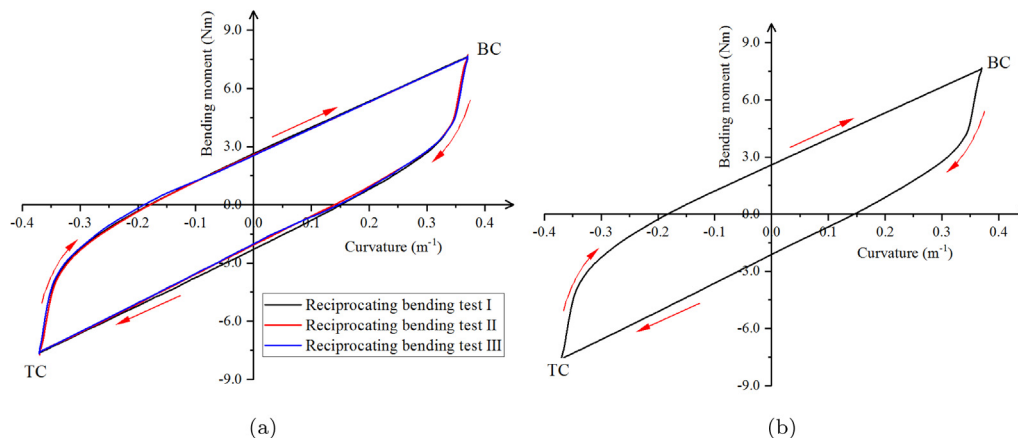 9.0
BC
6.0
3.0
0.0
-0.4 -0.3 -0.2 -0.1 0.0 0.1 0.2 0.3 0.4
Curvature (m⁻¹)
-3.0
-6.0
-9.0
Bending moment (Nm)
TC
Reciprocating bending test I
Reciprocating bending test II
Reciprocating bending test III
(a)
9.0
BC
6.0
3.0
0.0
-0.4 -0.3 -0.2 -0.1 0.0 0.1 0.2 0.3 0.4
Curvature (m⁻¹)
-3.0
-6.0
-9.0
Bending moment (Nm)
TC
(b)